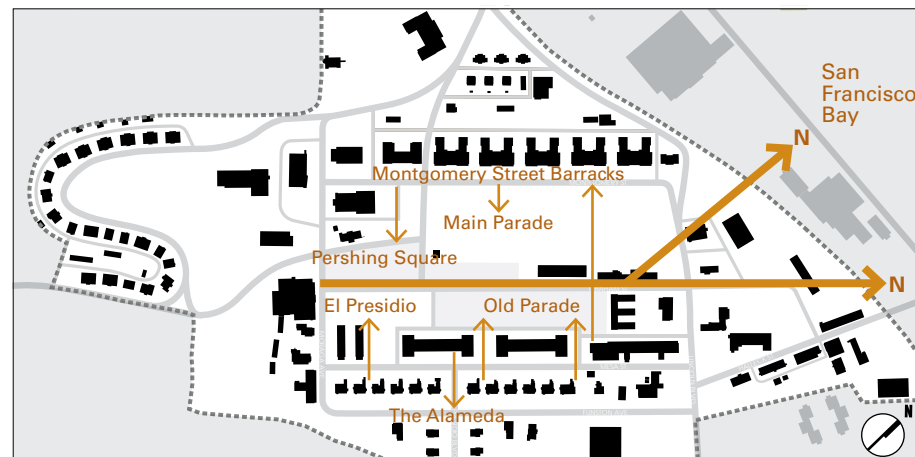 San
Francisco
Bay
N
Montgomery Street Barracks
Main Parade
Pershing Square
N
El Presidio
Old Parade
The Alameda
N